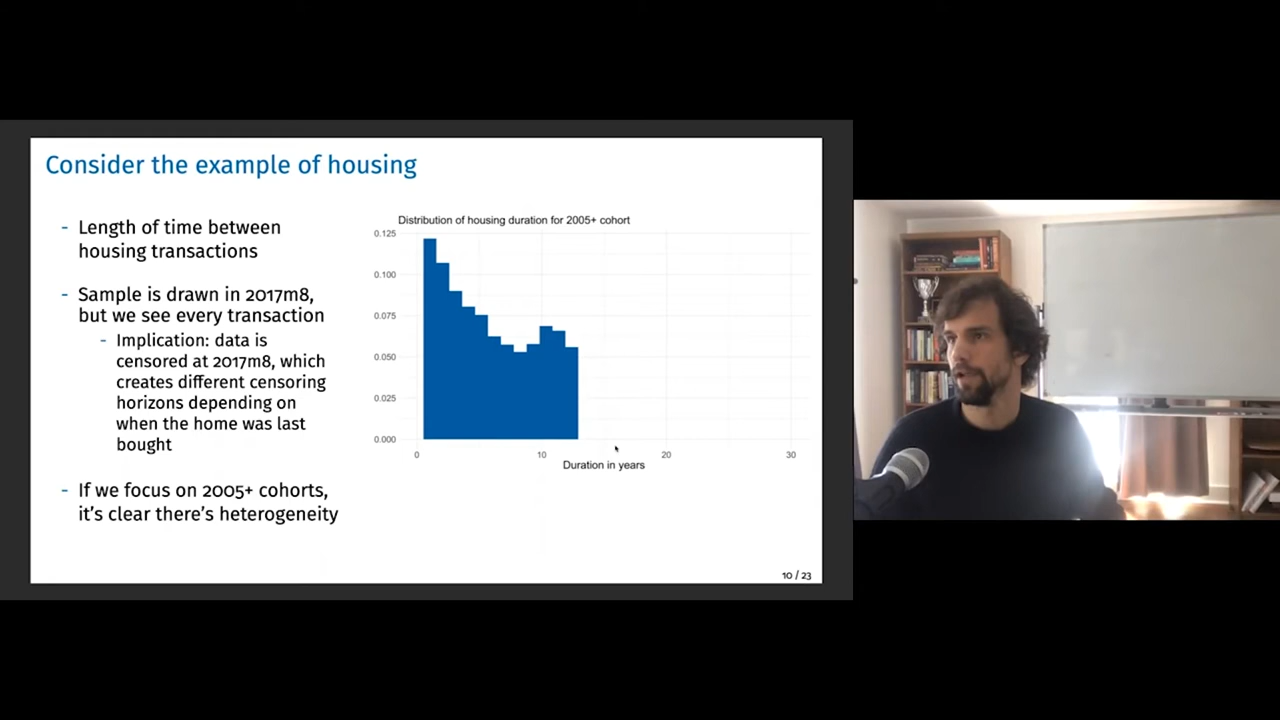 Consider the example of housing
- Length of time between
housing transactions
- Sample is drawn in 2017m8,
but we see every transaction
- Implication: data is
censored at 2017m8, which
creates different censoring
horizons depending on
when the home was last
bought
- If we focus on 2005+ cohorts,
it's clear there's heterogeneity
Distribution of housing duration for 2005+ cohort
0.125
0.100
0.075
0.050
0.025
0.000
0 10 20 30
Duration in years
10 / 23